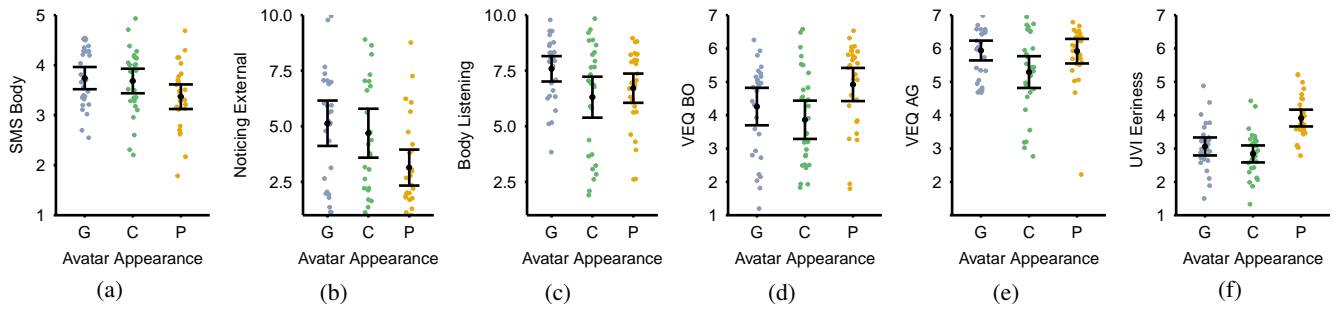 SMS Body
5
4
3
2
1
G C P
Avatar Appearance
(a)
Noticing External
10.0
7.5
5.0
2.5
G C P
Avatar Appearance
(b)
Body Listening
10.0
7.5
5.0
2.5
G C P
Avatar Appearance
(c)
VEQ BO
7
6
5
4
3
2
1
G C P
Avatar Appearance
(d)
VEQ AG
7
6
5
4
3
2
G C P
Avatar Appearance
(e)
UVI Eeriness
7
6
5
4
3
2
1
G C P
Avatar Appearance
(f)